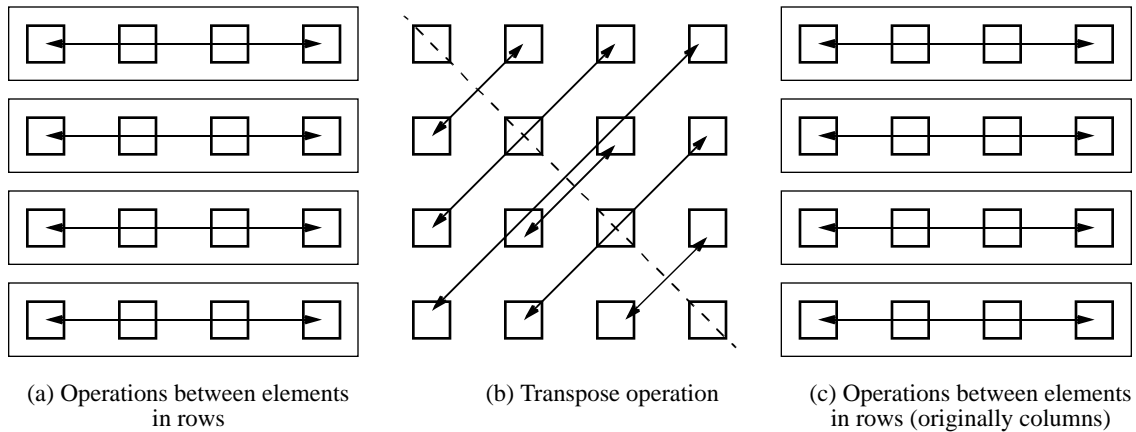 (a) Operations between elements
in rows
(b) Transpose operation
(c) Operations between elements
in rows (originally columns)